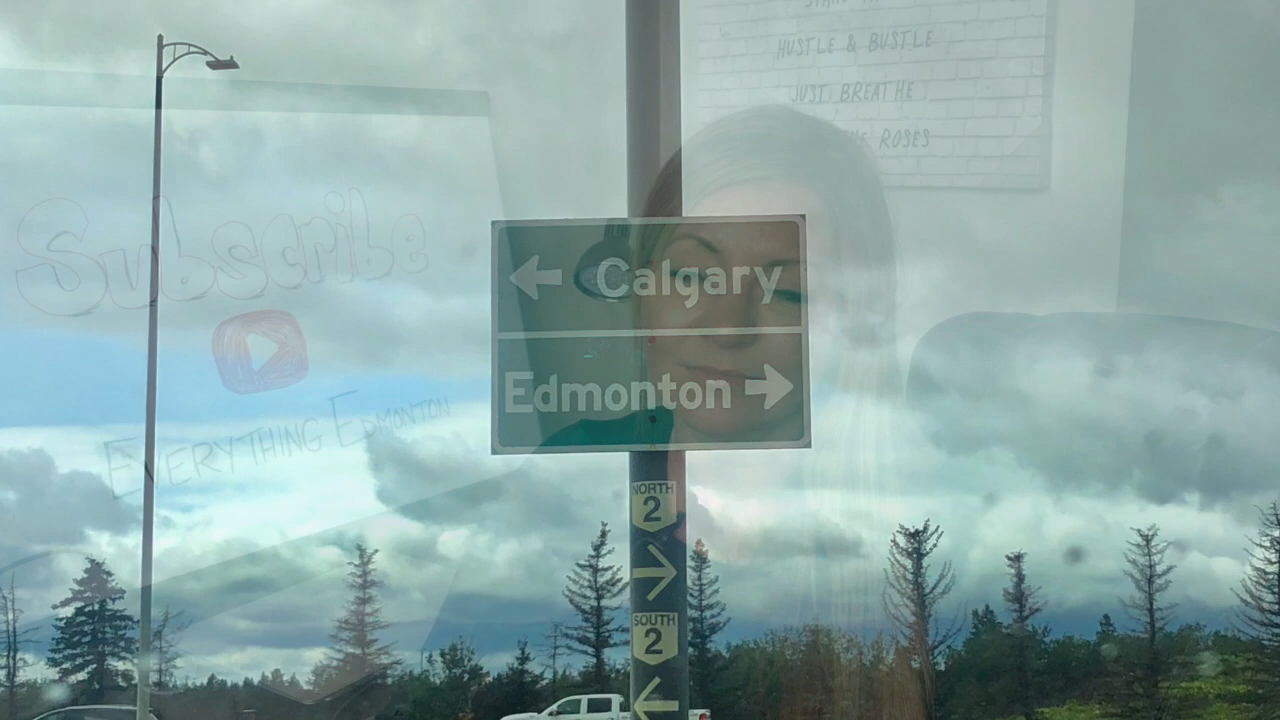 HUSTLE & BUSTLE
JUST BREATHE
ROSES
Subscribe
EVERYTHING EDMONTON
← Calgary
Edmonton →
NORTH
2
→
SOUTH
2
←